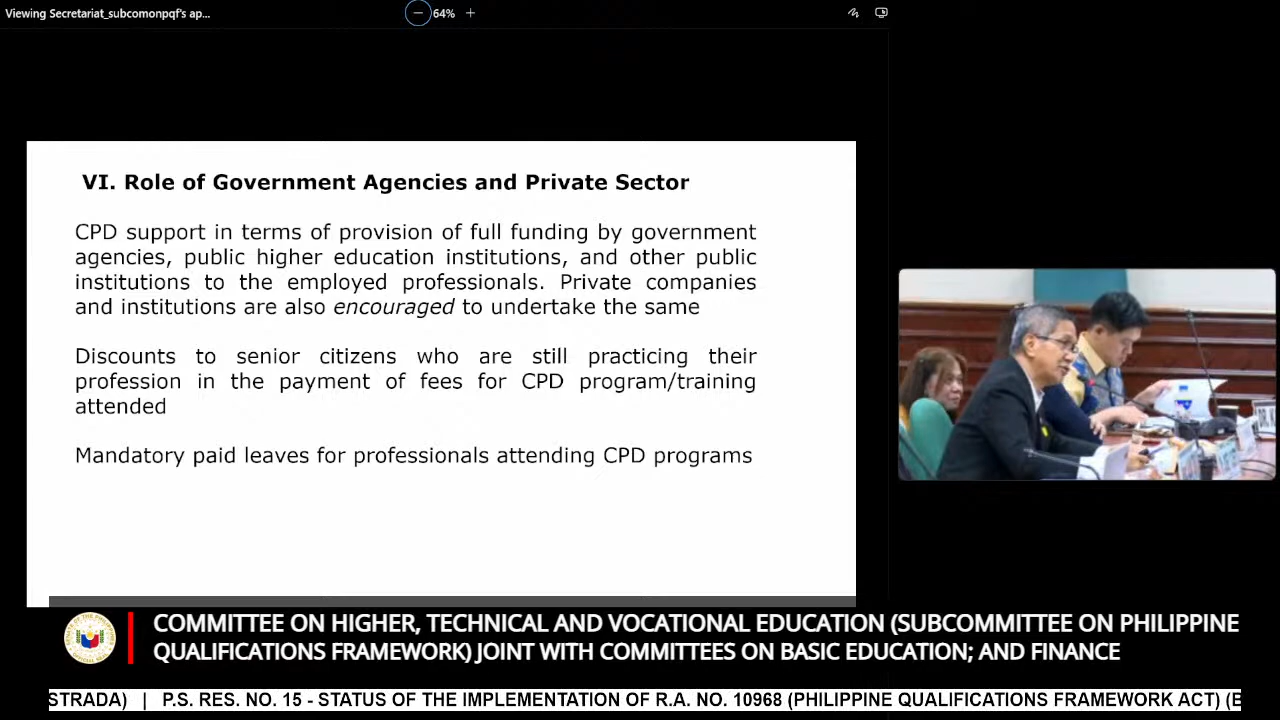 Viewing Secretariat_subcomonpqf's ap...
64%
VI. Role of Government Agencies and Private Sector
CPD support in terms of provision of full funding by government
agencies, public higher education institutions, and other public
institutions to the employed professionals. Private companies
and institutions are also encouraged to undertake the same
Discounts to senior citizens who are still practicing their
profession in the payment of fees for CPD program/training
attended
Mandatory paid leaves for professionals attending CPD programs
COMMITTEE ON HIGHER, TECHNICAL AND VOCATIONAL EDUCATION (SUBCOMMITTEE ON PHILIPPINE
QUALIFICATIONS FRAMEWORK) JOINT WITH COMMITTEES ON BASIC EDUCATION; AND FINANCE
STRADA) | P.S. RES. NO. 15 - STATUS OF THE IMPLEMENTATION OF R.A. NO. 10968 (PHILIPPINE QUALIFICATIONS FRAMEWORK ACT) (